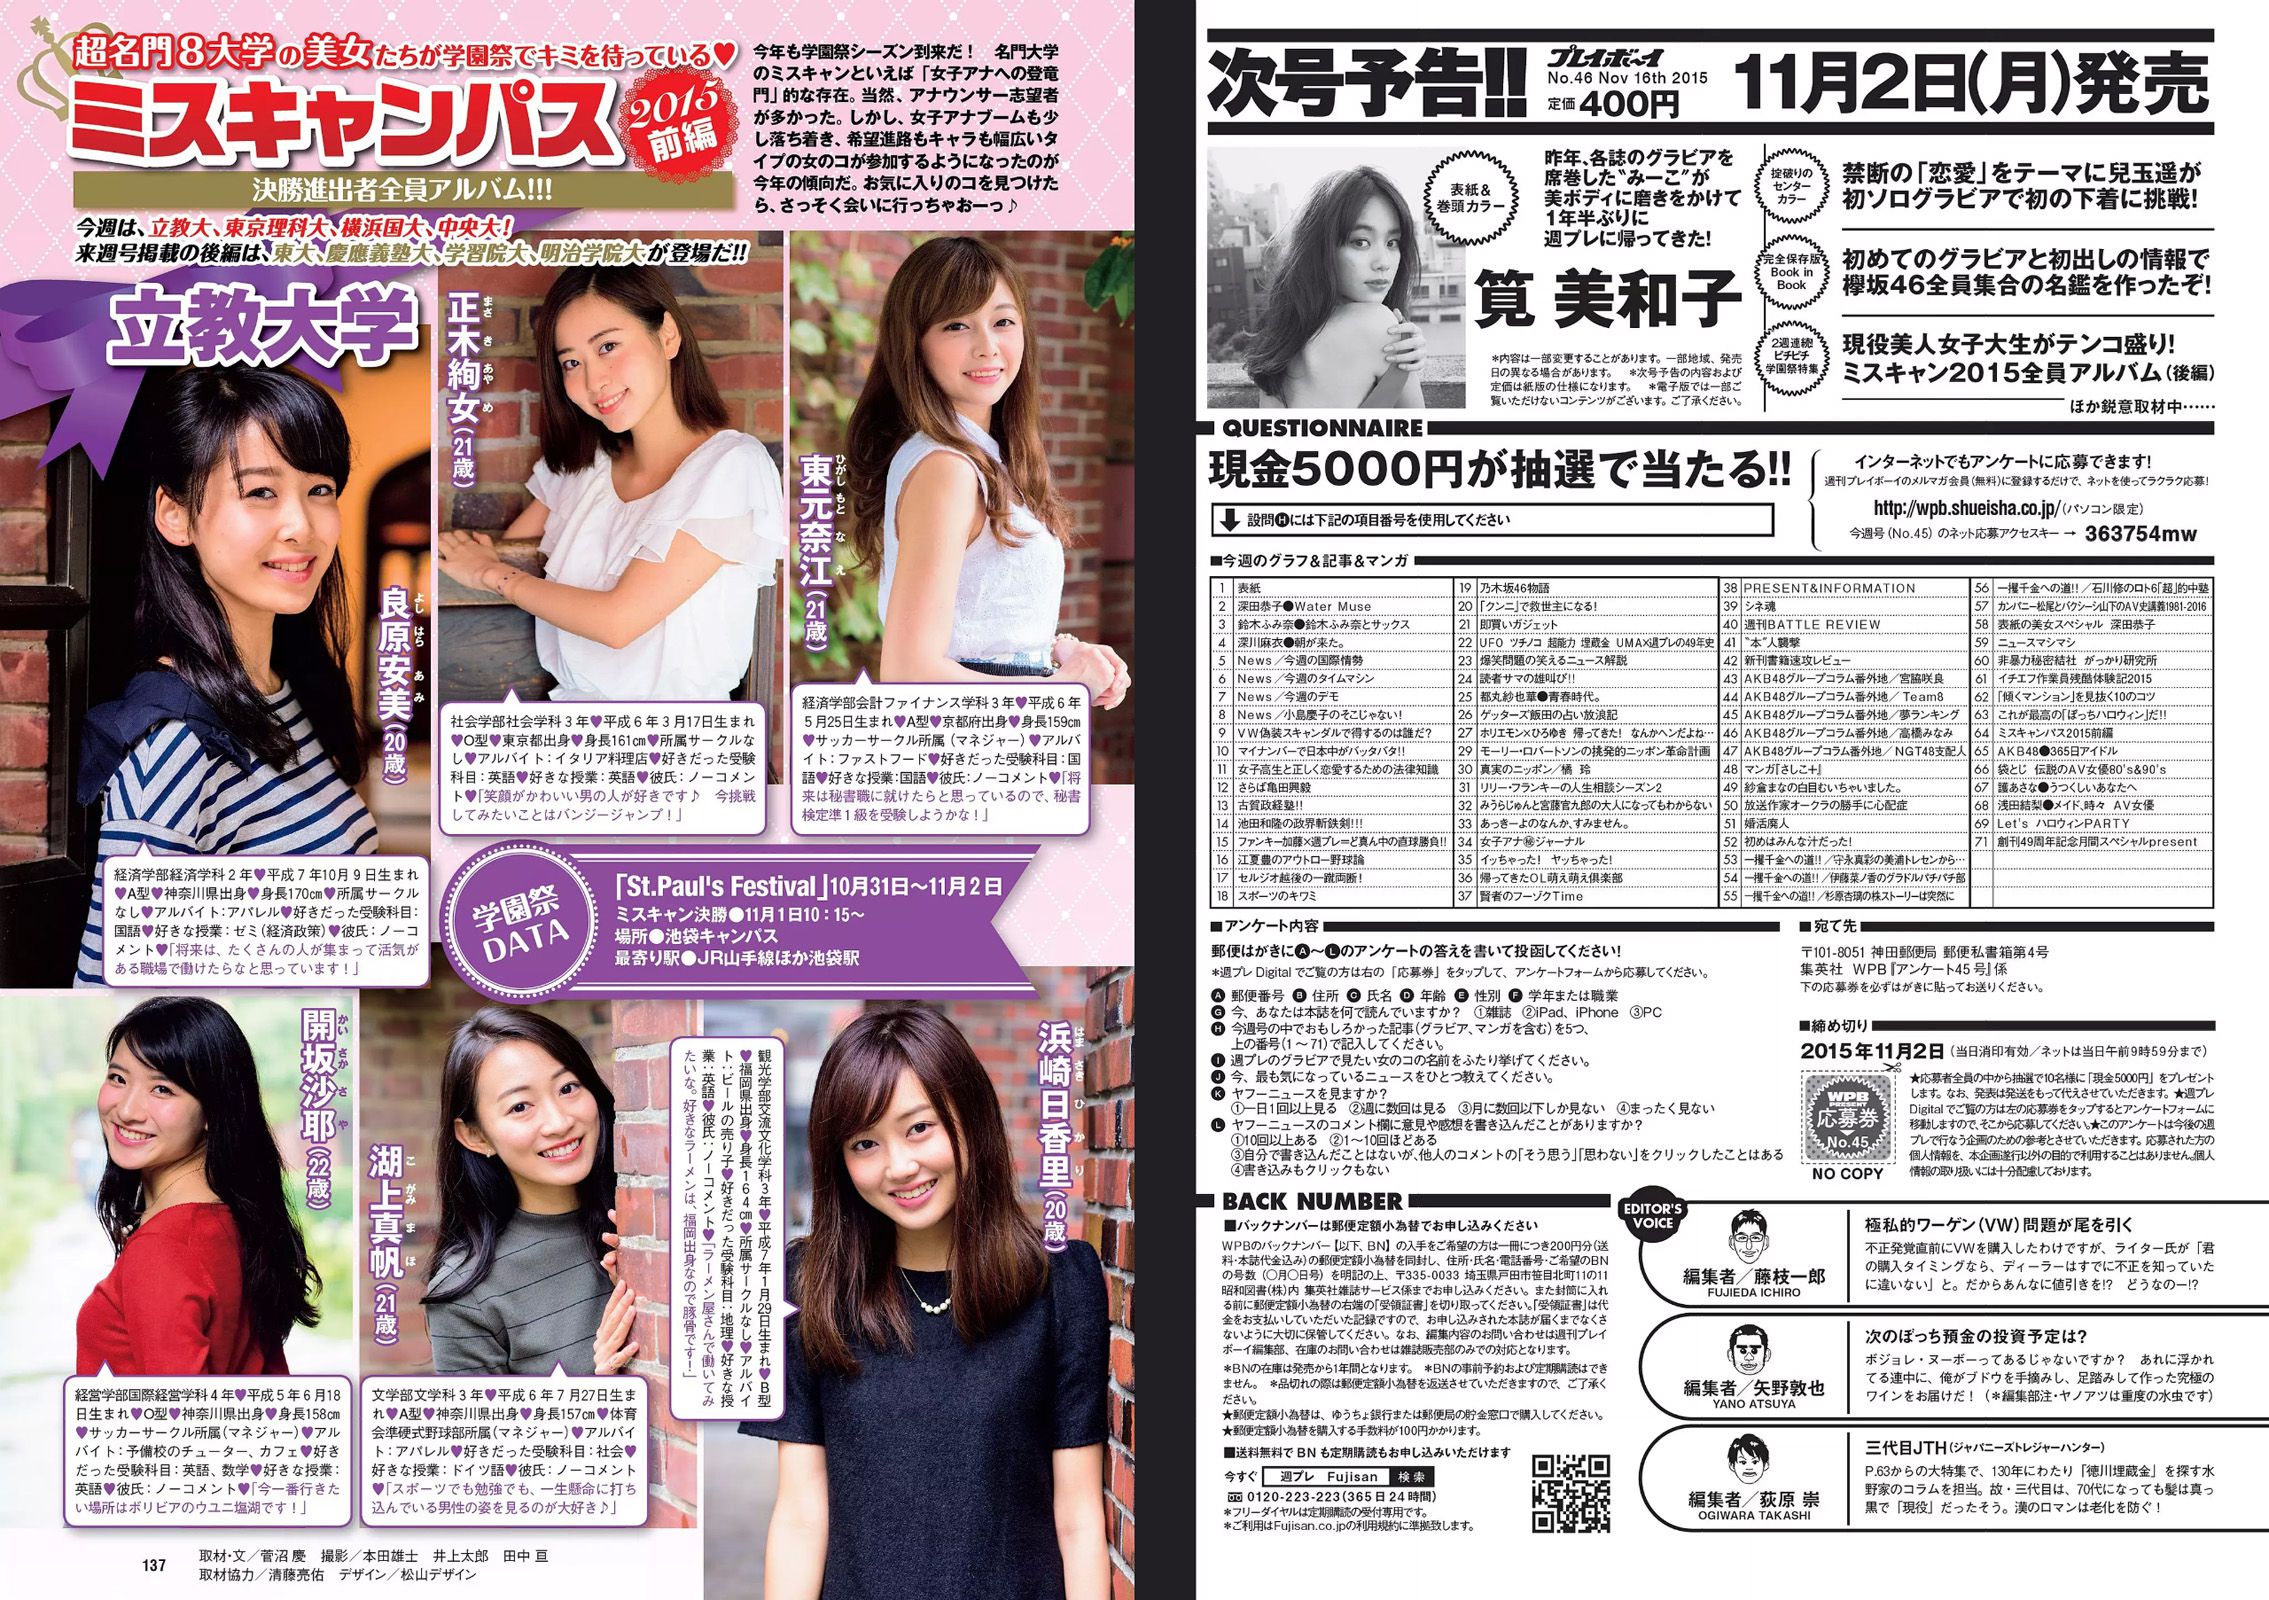 超名門8大学の美女たちが学園祭でキミを待っている♥
ミスキャンパス
2015
前編
決勝進出者全員アルバム!!!
今週は、立教大、東京理科大、横浜国大、中央大!
来週号掲載の後編は、東大、慶應義塾大、学習院大、明治学院大が登場だ!!
今年も学園祭シーズン到来だ!　名門大学
のミスキャンといえば「女子アナへの登竜
門」的な存在。当然、アナウンサー志望者
が多かった。しかし、女子アナブームも少
し落ち着き、希望進路もキャラも幅広いタ
イプの女のコが参加するようになったのが
今年の傾向だ。お気に入りのコを見つけた
ら、さっそく会いに行っちゃおーっ♪
立教大学
良原安美(20歳)
よしはらあみ
経済学部経済学科2年♥平成7年10月9日生まれ
♥A型♥神奈川県出身♥身長170cm♥所属サークル
なし♥アルバイト:アパレル♥好きだった受験科目:
国語♥好きな授業:ゼミ(経済政策)♥彼氏:ノーコ
メント♥「将来は、たくさんの人が集まって活気が
ある職場で働けたらなと思っています!」
正木絢女(21歳)
まさきあやめ
社会学部社会学科3年♥平成6年3月17日生まれ
♥O型♥東京都出身♥身長161cm♥所属サークルな
し♥アルバイト:イタリア料理店♥好きだった受験
科目:英語♥好きな授業:英語♥彼氏:ノーコメン
ト♥「笑顔がかわいい男の人が好きです♪　今挑戦
してみたいことはバンジージャンプ!」
東元奈江(21歳)
ひがしもとなえ
経済学部会計ファイナンス学科3年♥平成6年
5月25日生まれ♥A型♥京都府出身♥身長159cm
♥サッカーサークル所属(マネジャー)♥アルバ
イト:ファストフード♥好きだった受験科目:国
語♥好きな授業:国語♥彼氏:ノーコメント♥「将
来は秘書職に就けたらと思っているので、秘書
検定準1級を受験しようかな!」
学園祭
DATA
「St.Paul's Festival」10月31日〜11月2日
ミスキャン決勝●11月1日10:15〜
場所●池袋キャンパス
最寄り駅●JR山手線ほか池袋駅
開坂沙耶(22歳)
かいさかさや
経営学部国際経営学科4年♥平成5年6月18
日生まれ♥O型♥神奈川県出身♥身長158cm
♥サッカーサークル所属(マネジャー)♥アル
バイト:予備校のチューター、カフェ♥好き
だった受験科目:英語、数学♥好きな授業:
英語♥彼氏:ノーコメント♥「今一番行きた
い場所はボリビアのウユニ塩湖です!」
湖上真帆(21歳)
こがみまほ
文学部文学科3年♥平成6年7月27日生ま
れ♥A型♥神奈川県出身♥身長157cm♥体育
会準硬式野球部所属(マネジャー)♥アルバイ
ト:アパレル♥好きだった受験科目:社会♥
好きな授業:ドイツ語♥彼氏:ノーコメント
♥「スポーツでも勉強でも、一生懸命に打ち
込んでいる男性の姿を見るのが大好き♪」
浜崎日香里(20歳)
はまさきひかり
観光学部交流文化学科3年♥平成7年1月29日生まれ♥B型
♥福岡県出身♥身長164cm♥所属サークルなし♥アルバイ
ト:ビールの売り子♥好きだった受験科目:地理♥好きな授
業:英語♥彼氏:ノーコメント♥「ラーメン屋さんで働いてみ
たいな。好きなラーメンは、福岡出身なので豚骨です!」
137
取材・文/菅沼 慶　撮影/本田雄士　井上太郎　田中 亘
取材協力/清藤亮佑　デザイン/松山デザイン
次号予告!!
プレイボーイ
No.46 Nov 16th 2015
定価400円
11月2日(月)発売
表紙&
巻頭カラー
昨年、各誌のグラビアを
席巻した“みーこ”が
美ボディに磨きをかけて
1年半ぶりに
週プレに帰ってきた!
筧 美和子
*内容は一部変更することがあります。一部地域、発売
日の異なる場合があります。　*次号予告の内容および
定価は紙版の仕様になります。　*電子版では一部ご
覧いただけないコンテンツがございます。ご了承ください。
掟破りの
センター
カラー
禁断の「恋愛」をテーマに兒玉遥が
初ソログラビアで初の下着に挑戦!
完全保存版
Book in
Book
初めてのグラビアと初出しの情報で
欅坂46全員集合の名鑑を作ったぞ!
2週連続!
ピチピチ
学園祭特集
現役美人女子大生がテンコ盛り!
ミスキャン2015全員アルバム(後編)
ほか鋭意取材中……
QUESTIONNAIRE
現金5000円が抽選で当たる!!
設問Hには下記の項目番号を使用してください
インターネットでもアンケートに応募できます!
週刊プレイボーイのメルマガ会員(無料)に登録するだけで、ネットを使ってラクラク応募!
http://wpb.shueisha.co.jp/(パソコン限定)
今週号(No.45)のネット応募アクセスキー → 363754mw
■今週のグラフ&記事&マンガ
1 表紙
2 深田恭子●Water Muse
3 鈴木ふみ奈●鈴木ふみ奈とサックス
4 深川麻衣●朝が来た。
5 News/今週の国際情勢
6 News/今週のタイムマシン
7 News/今週のデモ
8 News/小島慶子のそこじゃない!
9 VW偽装スキャンダルで得するのは誰だ?
10 マイナンバーで日本中がバッタバタ!!
11 女子高生と正しく恋愛するための法律知識
12 さらば亀田興毅
13 古賀政経塾!!
14 池田和隆の政界斬鉄剣!!!
15 ファンキー加藤×週プレ=ど真ん中の直球勝負!!
16 江夏豊のアウトロー野球論
17 セルジオ越後の一蹴両断!
18 スポーツのキワミ
19 乃木坂46物語
20 「クンニ」で救世主になる!
21 即買いガジェット
22 UFO ツチノコ 超能力 埋蔵金 UMA×週プレの49年史
23 爆笑問題の笑えるニュース解説
24 読者サマの雄叫び!!
25 都丸紗也華●青春時代。
26 ゲッターズ飯田の占い放浪記
27 ホリエモン×ひろゆき 帰ってきた! なんかヘンだよね…
29 モーリー・ロバートソンの挑発的ニッポン革命計画
30 真実のニッポン/橘 玲
31 リリー・フランキーの人生相談シーズン2
32 みうらじゅんと宮藤官九郎の大人になってもわからない
33 あっきーよのなんか、すみません。
34 女子アナ㊙ジャーナル
35 イッちゃった! ヤッちゃった!
36 帰ってきたOL萌え萌え倶楽部
37 賢者のフーゾクTime
38 PRESENT&INFORMATION
39 シネ魂
40 週刊BATTLE REVIEW
41 “本”人襲撃
42 新刊書籍速攻レビュー
43 AKB48グループコラム番外地/宮脇咲良
44 AKB48グループコラム番外地/Team8
45 AKB48グループコラム番外地/夢ランキング
46 AKB48グループコラム番外地/高橋みなみ
47 AKB48グループコラム番外地/NGT48支配人
48 マンガ『さしこ+』
49 紗倉まなの白目むいちゃいました。
50 放送作家オークラの勝手に心配症
51 婚活廃人
52 初めはみんな汁だった!
53 一攫千金への道!!/守永真彩の美浦トレセンから…
54 一攫千金への道!!/伊藤菜ノ香のグラドルパチパチ部
55 一攫千金への道!!/杉原杏璃の株ストーリーは突然に
56 一攫千金への道!!/石川修のロト6「超」的中塾
57 カンパニー松尾とバクシーシ山下のAV史講義1981-2016
58 表紙の美女スペシャル 深田恭子
59 ニュースマシマシ
60 非暴力秘密結社 がっかり研究所
61 イチエフ作業員残酷体験記2015
62 「傾くマンション」を見抜く10のコツ
63 これが最高の「ぼっちハロウィン」だ!!
64 ミスキャンパス2015前編
65 AKB48●365日アイドル
66 袋とじ 伝説のAV女優80's&90's
67 護あさな●うつくしいあなたへ
68 浅田結梨●メイド、時々 AV女優
69 Let's ハロウィンPARTY
71 創刊49周年記念月間スペシャルpresent
■アンケート内容
郵便はがきにA〜Lのアンケートの答えを書いて投函してください!
*週プレ Digital でご覧の方は右の「応募券」をタップして、アンケートフォームから応募してください。
A 郵便番号 B 住所 C 氏名 D 年齢 E 性別 F 学年または職業
G 今、あなたは本誌を何で読んでいますか? ①雑誌 ②iPad、iPhone ③PC
H 今週号の中でおもしろかった記事(グラビア、マンガを含む)を5つ、
上の番号(1〜71)で記入してください。
I 週プレのグラビアで見たい女のコの名前をふたり挙げてください。
J 今、最も気になっているニュースをひとつ教えてください。
K ヤフーニュースを見ますか?
①一日1回以上見る ②週に数回は見る ③月に数回以下しか見ない ④まったく見ない
L ヤフーニュースのコメント欄に意見や感想を書き込んだことがありますか?
①10回以上ある ②1〜10回ほどある
③自分で書き込んだことはないが、他人のコメントの「そう思う」「思わない」をクリックしたことはある
④書き込みもクリックもない
■宛て先
〒101-8051 神田郵便局 郵便私書箱第4号
集英社 WPB『アンケート45号』係
下の応募券を必ずはがきに貼ってお送りください。
■締め切り
2015年11月2日(当日消印有効/ネットは当日午前9時59分まで)
WPB
PRESENT
応募券
No.45
NO COPY
★応募者全員の中から抽選で10名様に「現金5000円」をプレゼント
します。なお、発表は発送をもって代えさせていただきます。★週プレ
Digital でご覧の方は左の応募券をタップするとアンケートフォームに
移動しますので、そこから応募してください。★このアンケートは今後の週
プレで行なう企画のための参考とさせていただきます。応募された方の
個人情報を、本企画遂行以外の目的で利用することはありません。個人
情報の取り扱いには十分配慮しております。
BACK NUMBER
■バックナンバーは郵便定額小為替でお申し込みください
WPBのバックナンバー【以下、BN】の入手をご希望の方は一冊につき200円分(送
料・本誌代金込み)の郵便定額小為替を同封し、住所・氏名・電話番号・ご希望のBN
の号数(○月○日号)を明記の上、〒335-0033 埼玉県戸田市笹目北町11の11
昭和図書(株)内 集英社雑誌サービス係までお申し込みください。また封筒に入れ
る前に郵便定額小為替の右端の「受領証書」を切り取ってください。「受領証書」は代
金をお支払いしていただいた記録ですので、お申し込みされた本誌が届くまでなくさ
ないように大切に保管してください。なお、編集内容のお問い合わせは週刊プレイ
ボーイ編集部、在庫のお問い合わせは雑誌販売部のみでの対応となります。
*BNの在庫は発売から1年間となります。 *BNの事前予約および定期購読はでき
ません。 *品切れの際は郵便定額小為替を返送させていただきますので、ご了承く
ださい。
★郵便定額小為替は、ゆうちょ銀行または郵便局の貯金窓口で購入してください。
★郵便定額小為替を購入する手数料が100円かかります。
■送料無料で BN も定期購読もお申し込みいただけます
今すぐ 週プレ Fujisan 検索
0120-223-223(365日24時間)
*フリーダイヤルは定期購読の受付専用です。
*ご利用はFujisan.co.jpの利用規約に準拠致します。
EDITOR'S
VOICE
編集者/藤枝一郎
FUJIEDA ICHIRO
極私的ワーゲン(VW)問題が尾を引く
不正発覚直前にVWを購入したわけですが、ライター氏が「君
の購入タイミングなら、ディーラーはすでに不正を知っていた
に違いない」と。だからあんなに値引きを!?　どうなのー!?
編集者/矢野敦也
YANO ATSUYA
次のぼっち預金の投資予定は?
ボジョレ・ヌーボーってあるじゃないですか?　あれに浮かれ
てる連中に、俺がブドウを手摘みし、足踏みして作った究極の
ワインをお届けだ!(*編集部注・ヤノアツは重度の水虫です)
編集者/荻原 崇
OGIWARA TAKASHI
三代目JTH(ジャパニーズトレジャーハンター)
P.63からの大特集で、130年にわたり「徳川埋蔵金」を探す水
野家のコラムを担当。故・三代目は、70代になっても髪は真っ
黒で「現役」だったそう。漢のロマンは老化を防ぐ!